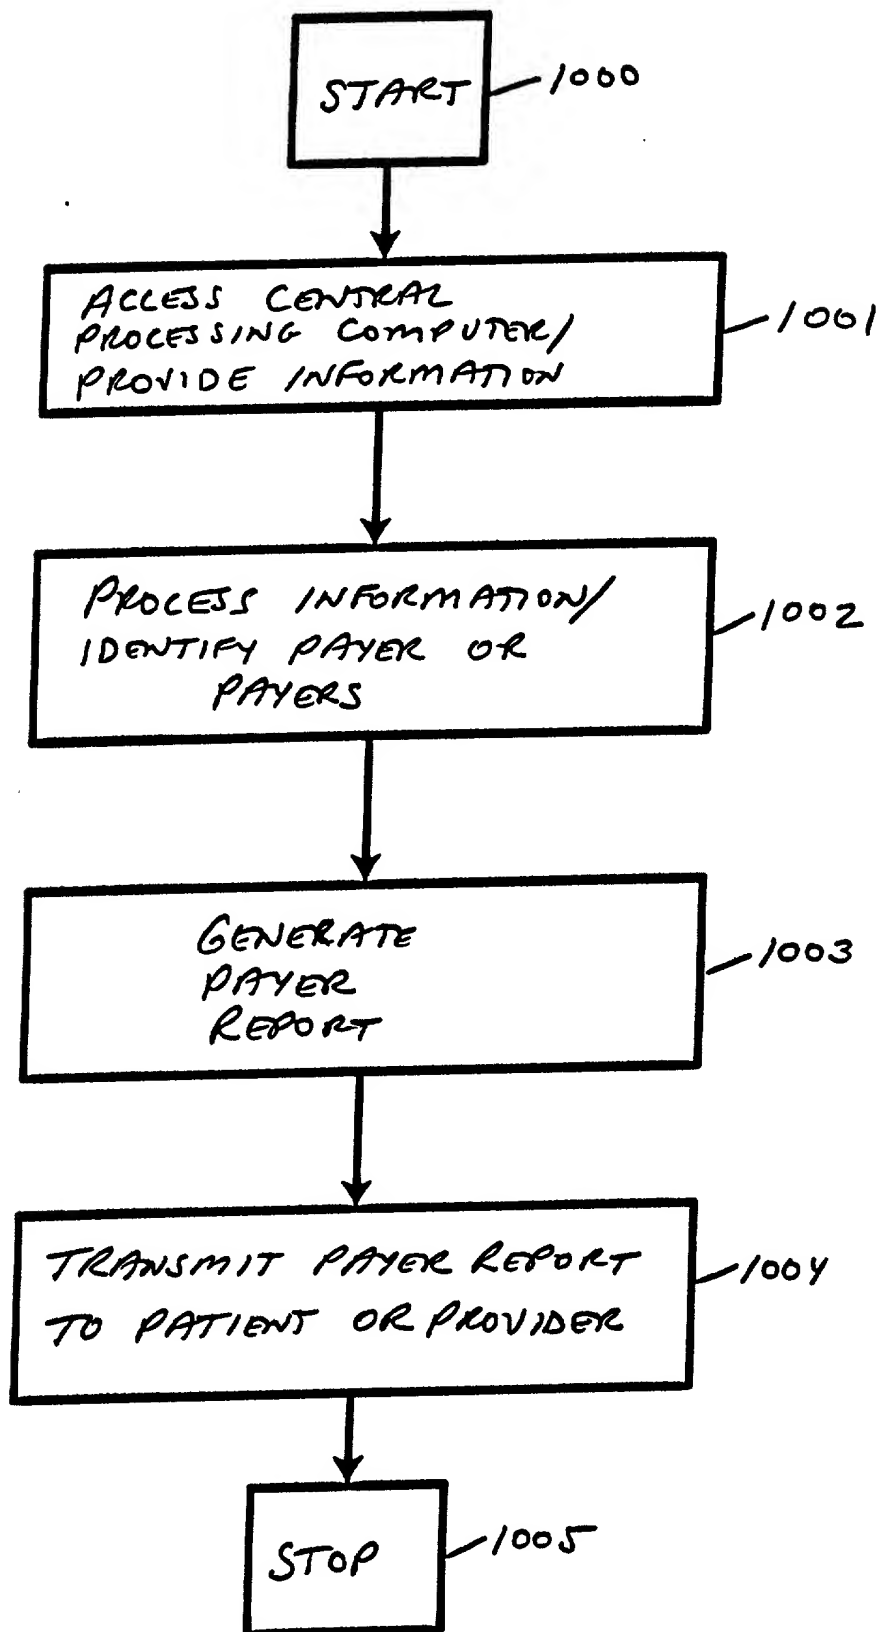 START
1000
ACCESS CENTRAL
PROCESSING COMPUTER/
PROVIDE INFORMATION
1001
PROCESS INFORMATION/
IDENTIFY PAYER OR
PAYERS
1002
GENERATE
PAYER
REPORT
1003
TRANSMIT PAYER REPORT
TO PATIENT OR PROVIDER
1004
STOP
1005